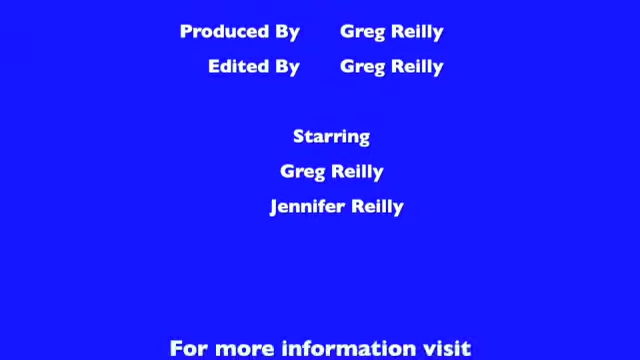 Produced By Greg Reilly
Edited By Greg Reilly
Starring
Greg Reilly
Jennifer Reilly
For more information visit